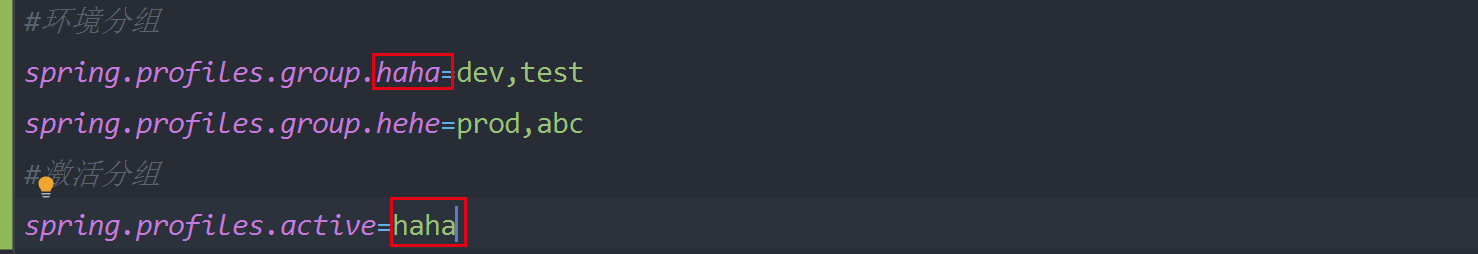 #环境分组
spring.profiles.group.haha=dev,test
spring.profiles.group.hehe=prod,abc
#激活分组
spring.profiles.active=haha